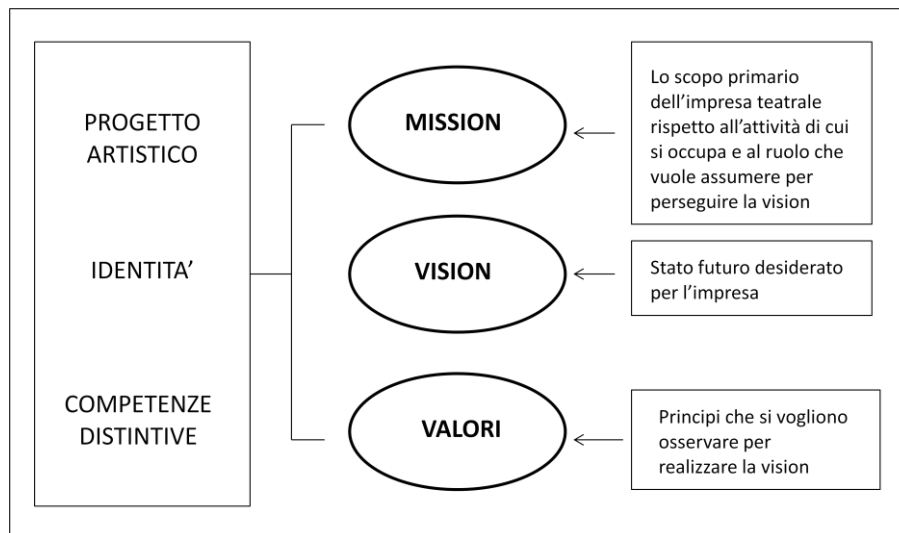 PROGETTO
ARTISTICO
IDENTITA’
COMPETENZE
DISTINTIVE
MISSION
VISION
VALORI
Lo scopo primario
dell’impresa teatrale
rispetto all’attività di cui
si occupa e al ruolo che
vuole assumere per
perseguire la vision
Stato futuro desiderato
per l’impresa
Principi che si vogliono
osservare per
realizzare la vision